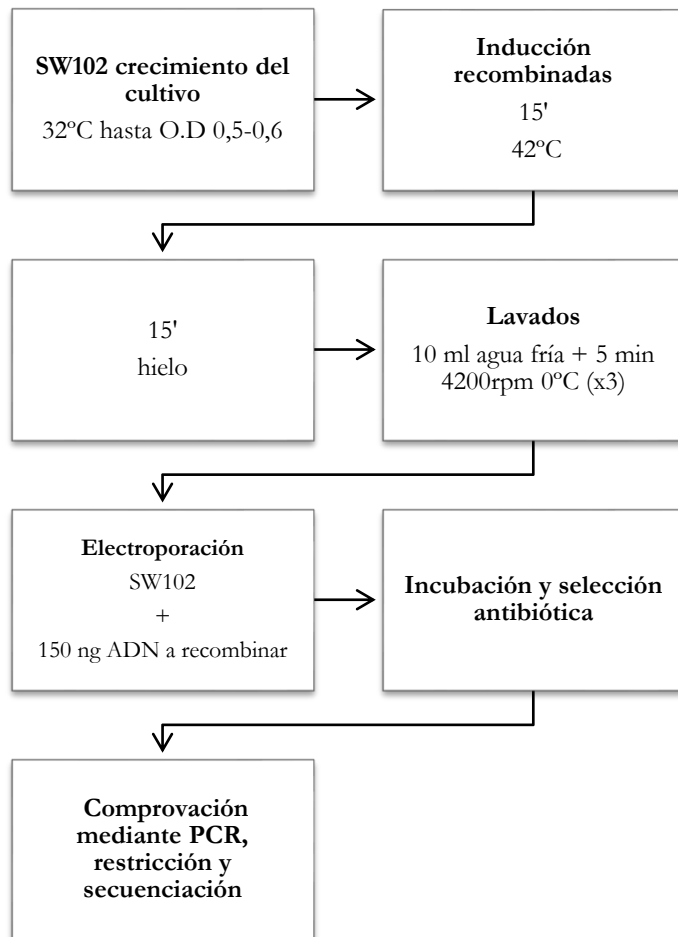 SW102 crecimiento del
cultivo
32ºC hasta O.D 0,5-0,6
Inducción
recombinadas
15'
42ºC
15'
hielo
Lavados
10 ml agua fría + 5 min
4200rpm 0ºC (x3)
Electroporación
SW102
+
150 ng ADN a recombinar
Incubación y selección
antibiótica
Comprovación
mediante PCR,
restricción y
secuenciación